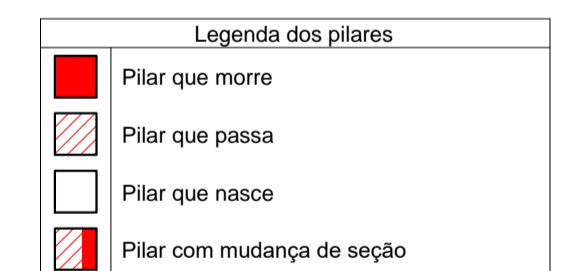 Legenda dos pilares
Pilar que morre
Pilar que passa
Pilar que nasce
Pilar com mudança de seção